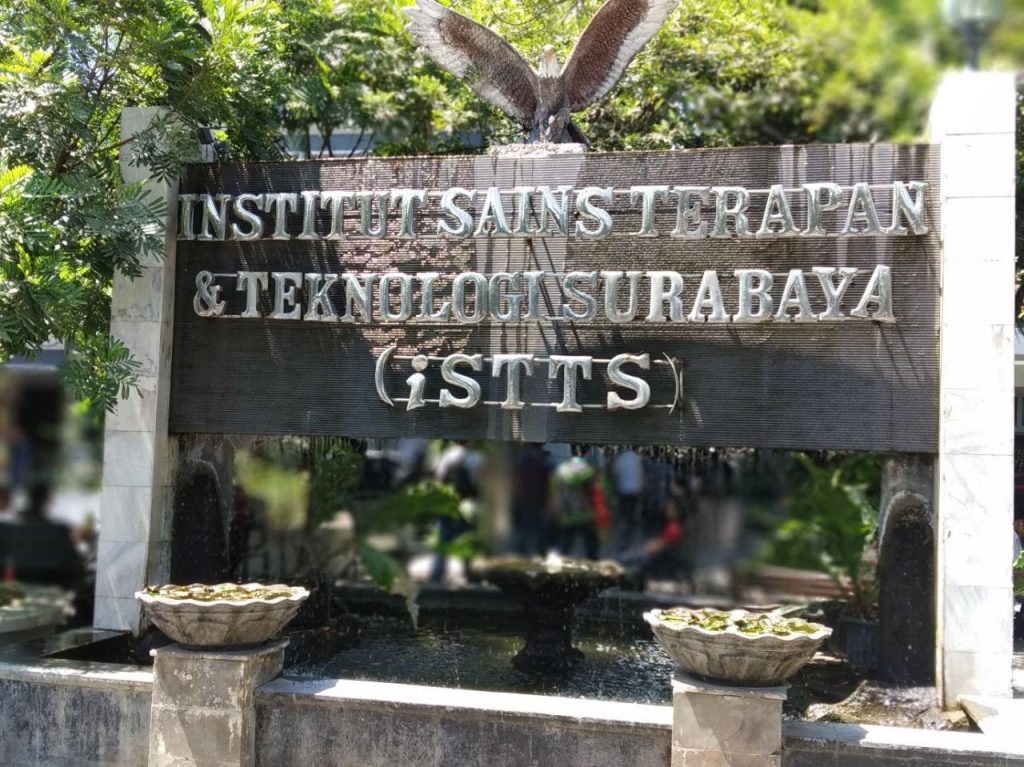 INSTITUT SAINS TERAPAN
& TEKNOLOGI SURABAYA
(iSTTS)